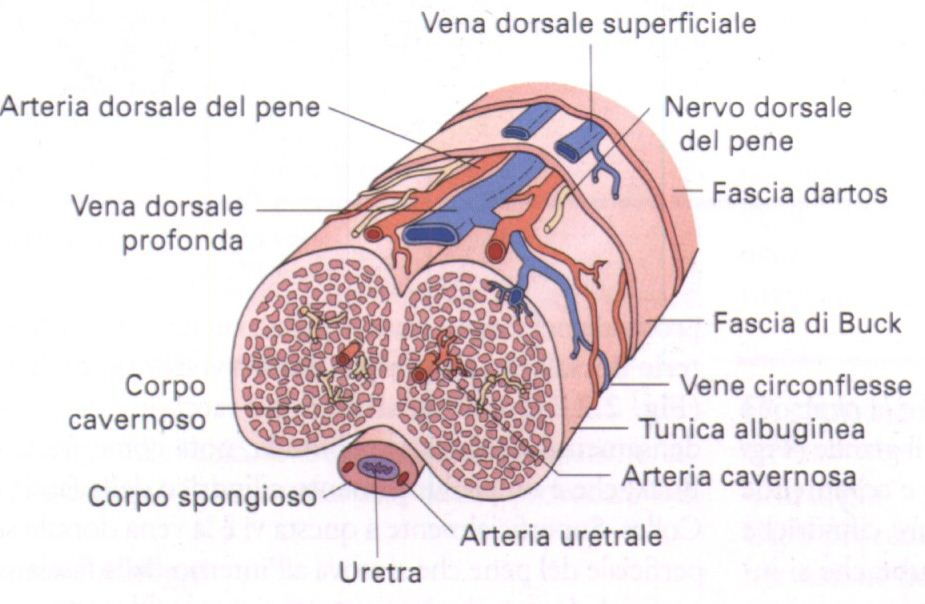 Vena dorsale superficiale
Arteria dorsale del pene
Nervo dorsale
del pene
Fascia dartos
Vena dorsale
profonda
Fascia di Buck
Corpo
cavernoso
Vene circonflesse
Tunica albuginea
Arteria cavernosa
Corpo spongioso
Arteria uretrale
Uretra